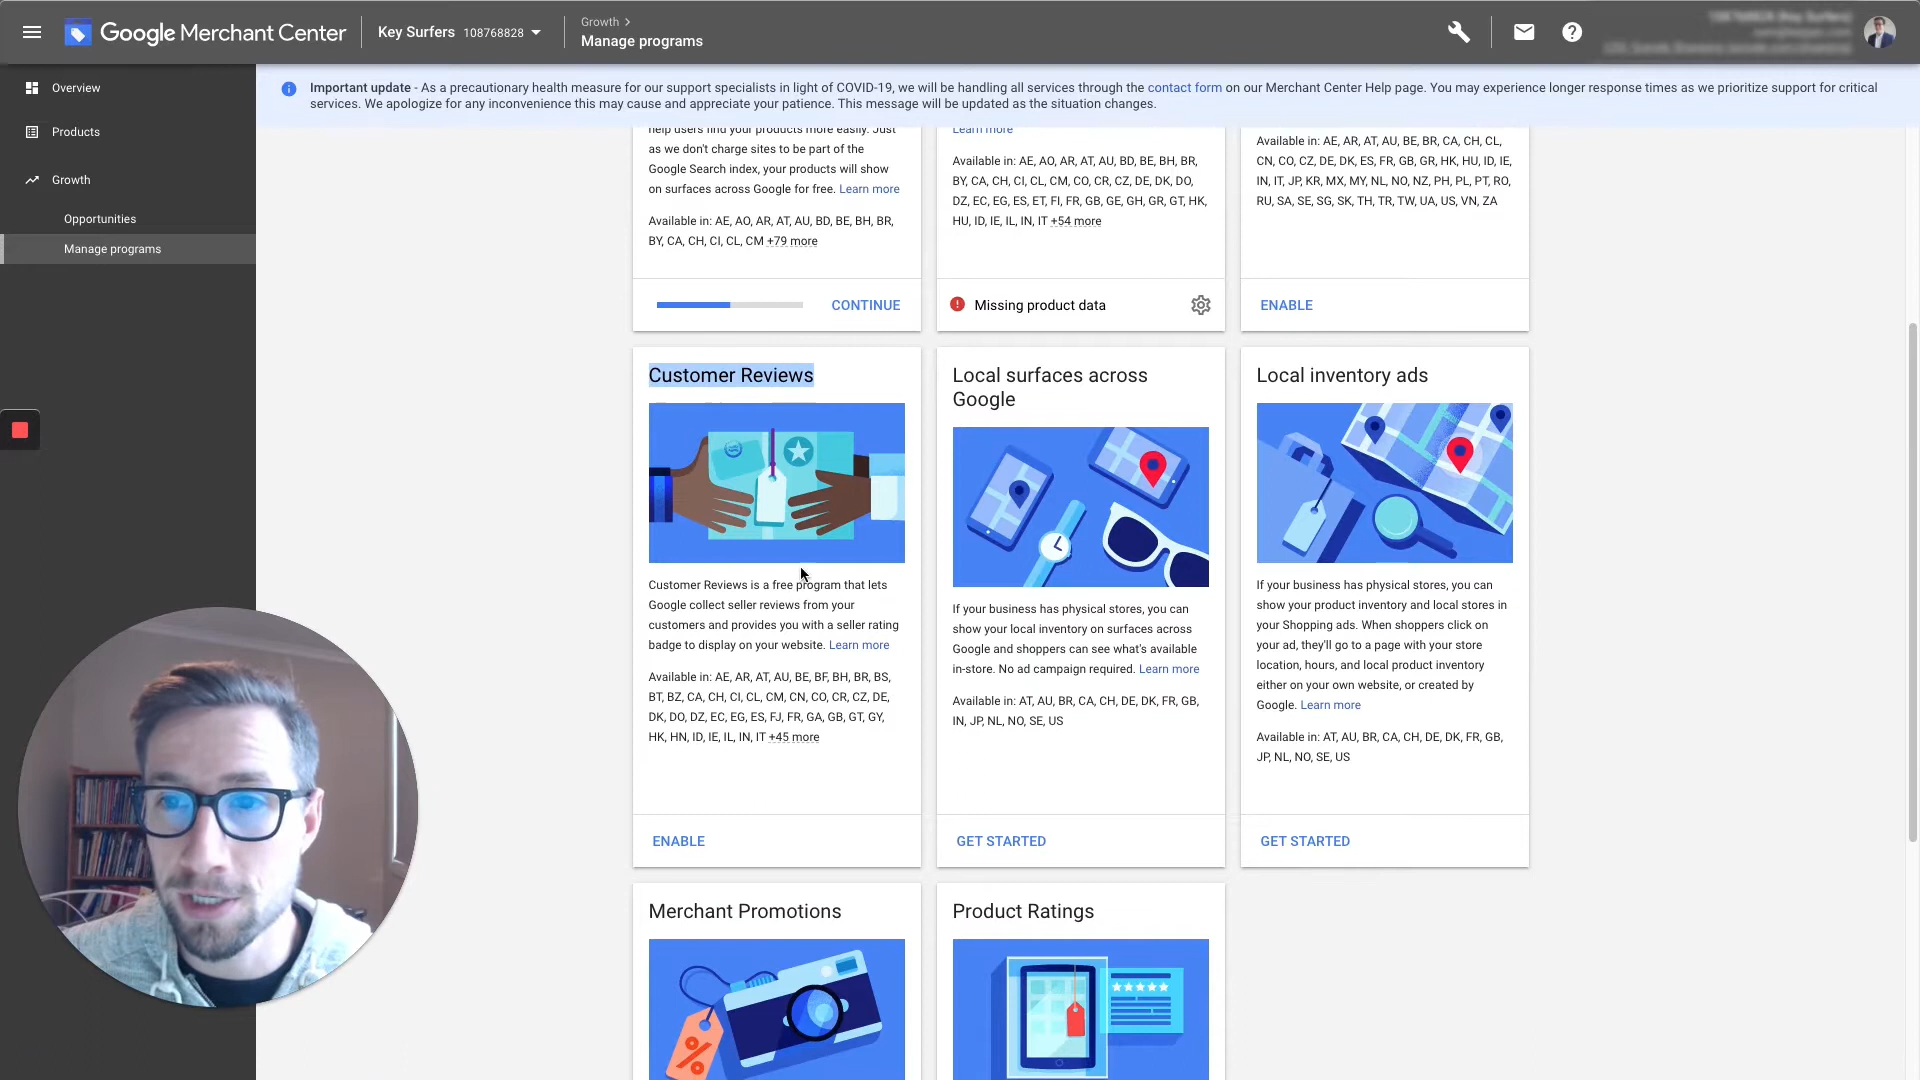 Google Merchant Center
Key Surfers 108768828
Growth
Manage programs
Overview
Products
Growth
Opportunities
Manage programs
Important update - As a precautionary health measure for our support specialists in light of COVID-19, we will be handling all services through the contact form on our Merchant Center Help page. You may experience longer response times as we prioritize support for critical
services. We apologize for any inconvenience this may cause and appreciate your patience. This message will be updated as the situation changes.
help users find your products more easily. Just
as we don't charge sites to be part of the
Google Search index, your products will show
on surfaces across Google for free. Learn more
Available in: AE, AO, AR, AT, AU, BD, BE, BH, BR,
BY, CA, CH, CI, CL, CM +79 more
CONTINUE
Learn more
Available in: AE, AO, AR, AT, AU, BD, BE, BH, BR,
BY, CA, CH, CI, CL, CM, CO, CR, CZ, DE, DK, DO,
DZ, EC, EG, ES, ET, FI, FR, GB, GE, GH, GR, GT, HK,
HU, ID, IE, IL, IN, IT +54 more
Missing product data
Available in: AE, AR, AT, AU, BE, BR, CA, CH, CL,
CN, CO, CZ, DE, DK, ES, FR, GB, GR, HK, HU, ID, IE,
IN, IT, JP, KR, MX, MY, NL, NO, NZ, PH, PL, PT, RO,
RU, SA, SE, SG, SK, TH, TR, TW, UA, US, VN, ZA
ENABLE
Customer Reviews
Customer Reviews is a free program that lets
Google collect seller reviews from your
customers and provides you with a seller rating
badge to display on your website. Learn more
Available in: AE, AR, AT, AU, BE, BF, BH, BR, BS,
BT, BZ, CA, CH, CI, CL, CM, CN, CO, CR, CZ, DE,
DK, DO, DZ, EC, EG, ES, FJ, FR, GA, GB, GT, GY,
HK, HN, ID, IE, IL, IN, IT +45 more
ENABLE
Local surfaces across
Google
If your business has physical stores, you can
show your local inventory on surfaces across
Google and shoppers can see what's available
in-store. No ad campaign required. Learn more
Available in: AT, AU, BR, CA, CH, DE, DK, FR, GB,
IN, JP, NL, NO, SE, US
GET STARTED
Local inventory ads
If your business has physical stores, you can
show your product inventory and local stores in
your Shopping ads. When shoppers click on
your ad, they'll go to a page with your store
location, hours, and local product inventory
either on your own website, or created by
Google. Learn more
Available in: AT, AU, BR, CA, CH, DE, DK, FR, GB,
JP, NL, NO, SE, US
GET STARTED
Merchant Promotions
Product Ratings